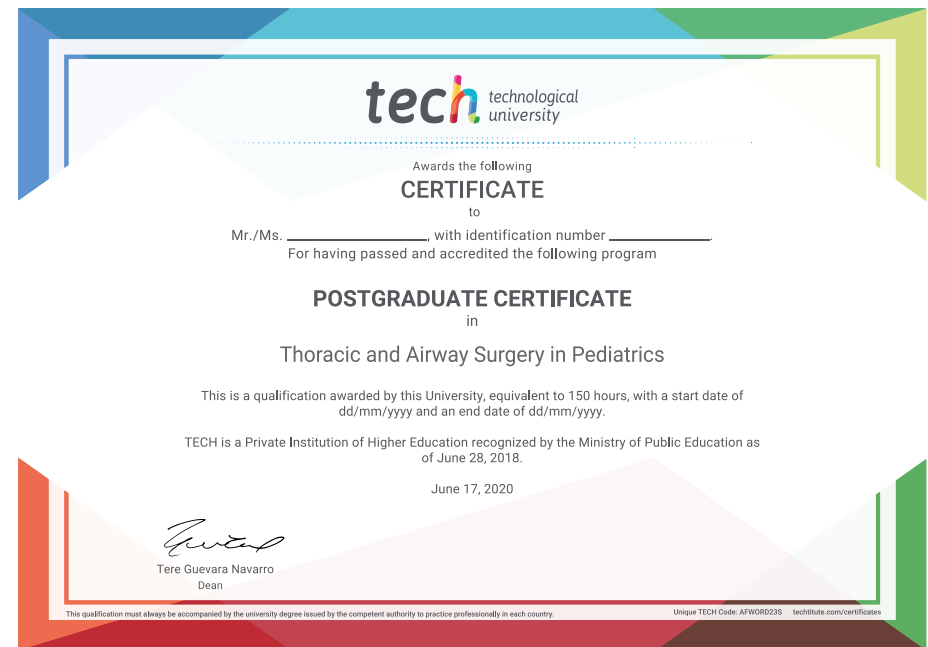 tech technological
university
Awards the following
CERTIFICATE
to
Mr./Ms. ____________________, with identification number ______________.
For having passed and accredited the following program
POSTGRADUATE CERTIFICATE
in
Thoracic and Airway Surgery in Pediatrics
This is a qualification awarded by this University, equivalent to 150 hours, with a start date of
dd/mm/yyyy and an end date of dd/mm/yyyy.
TECH is a Private Institution of Higher Education recognized by the Ministry of Public Education as
of June 28, 2018.
June 17, 2020
Tere Guevara Navarro
Dean
This qualification must always be accompanied by the university degree issued by the competent authority to practice professionally in each country.
Unique TECH Code: AFWORD23S techtitute.com/certificates